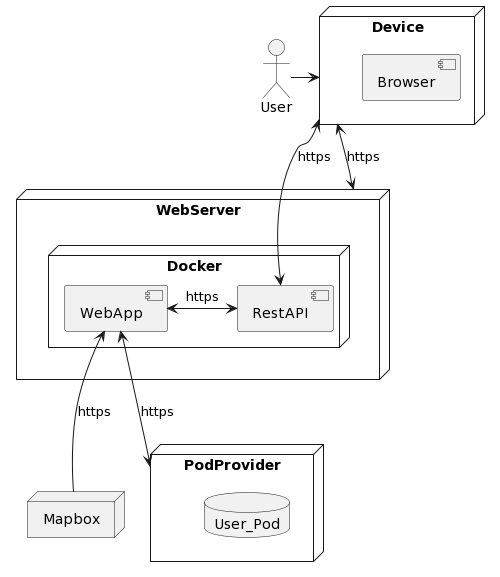 Device
Browser
User
https
https
WebServer
Docker
WebApp
https
RestAPI
https
https
PodProvider
Mapbox
User_Pod